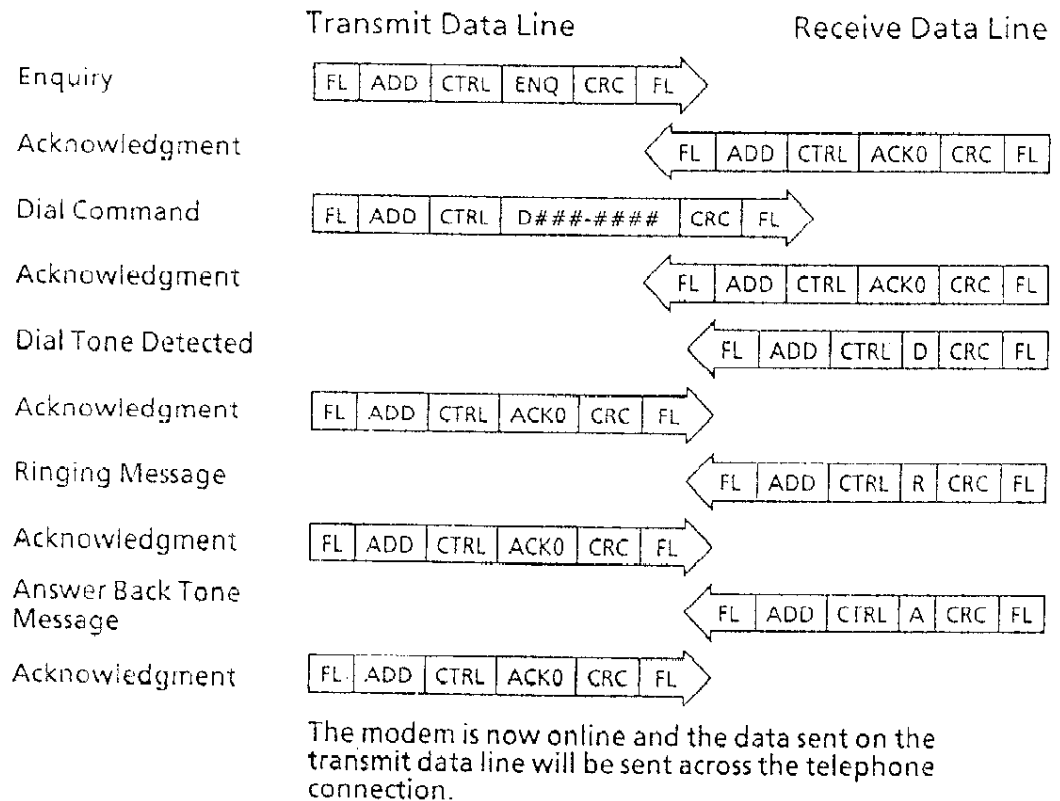 Transmit Data Line Receive Data Line
Enquiry FL ADD CTRL ENQ CRC FL
Acknowledgment FL ADD CTRL ACK0 CRC FL
Dial Command FL ADD CTRL D###-#### CRC FL
Acknowledgment FL ADD CTRL ACK0 CRC FL
Dial Tone Detected FL ADD CTRL D CRC FL
Acknowledgment FL ADD CTRL ACK0 CRC FL
Ringing Message FL ADD CTRL R CRC FL
Acknowledgment FL ADD CTRL ACK0 CRC FL
Answer Back Tone
Message FL ADD CTRL A CRC FL
Acknowledgment FL ADD CTRL ACK0 CRC FL
The modem is now online and the data sent on the
transmit data line will be sent across the telephone
connection.